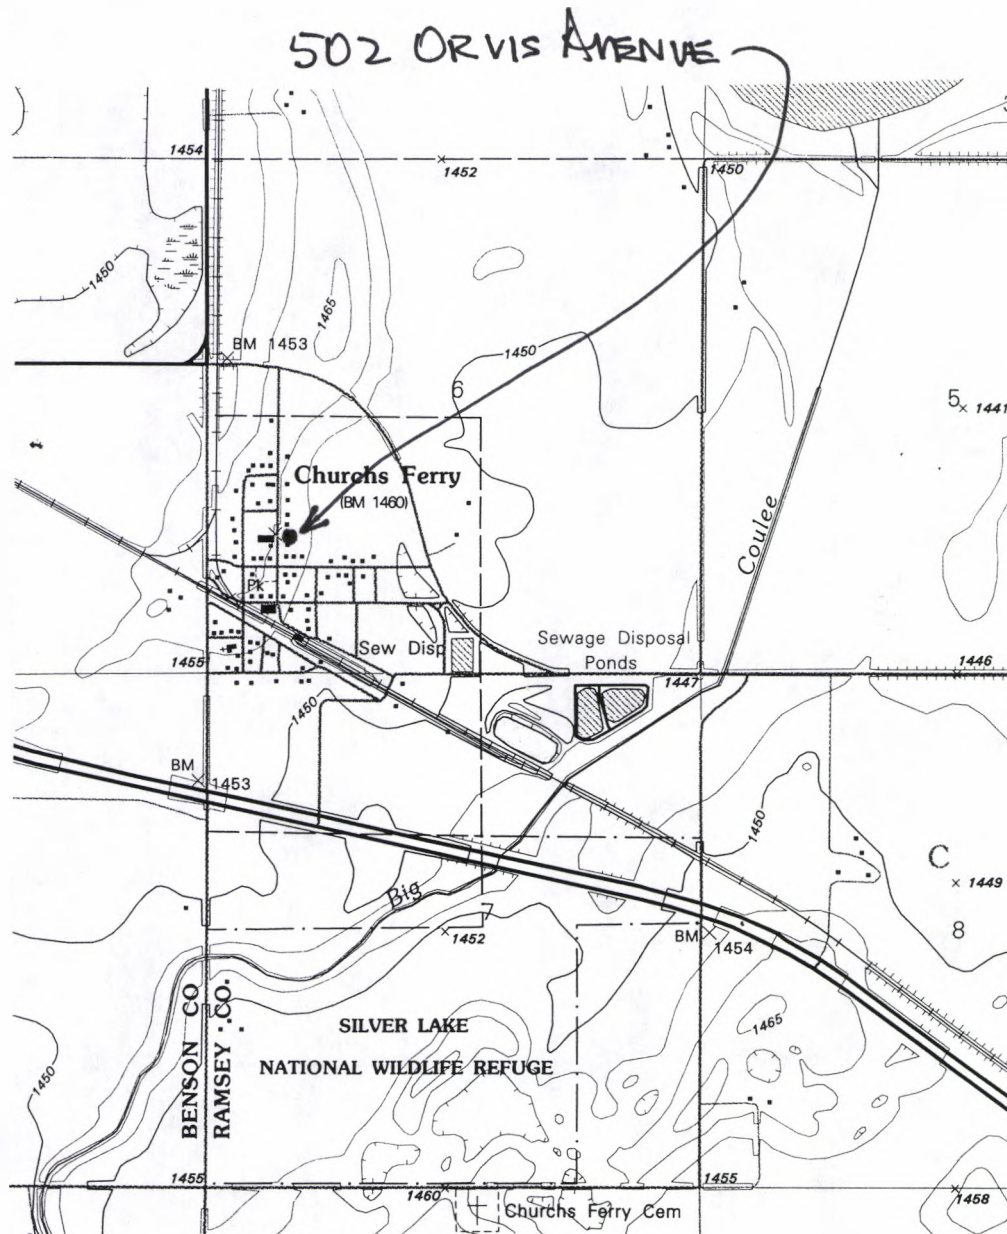 502 ORVIS AVENUE
1454
1452
1450
1450
1465
BM 1453
1450
6
5
1441
Churchs Ferry
(BM 1460)
Coulee
Pk
Sew Disp
Sewage Disposal
Ponds
1455
1447
1446
1450
BM
1453
1450
Big
C
1449
1452
BM
1454
8
BENSON CO
RAMSEY CO.
SILVER LAKE
NATIONAL WILDLIFE REFUGE
1465
1450
1455
1460
1455
1458
Churchs Ferry Cem